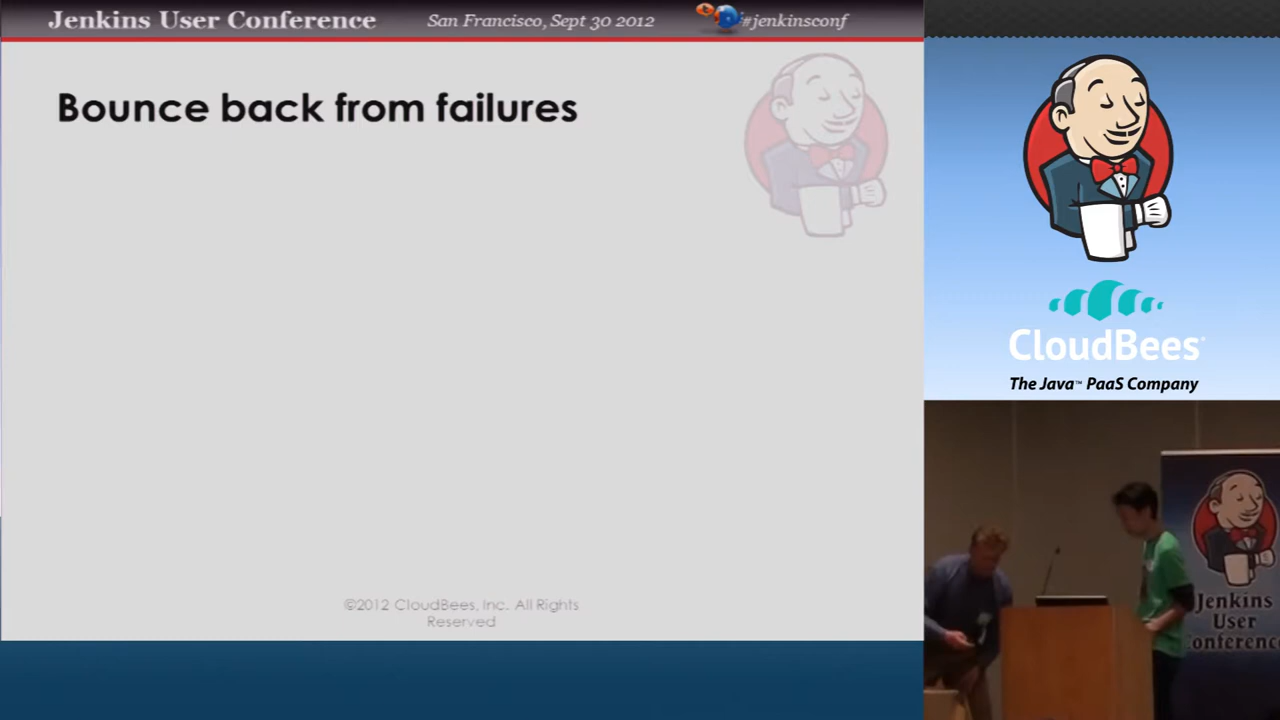 Jenkins User Conference
San Francisco, Sept 30 2012
#jenkinsconf
Bounce back from failures
©2012 CloudBees, Inc. All Rights
Reserved
CloudBees
The Java™ PaaS Company
Jenkins
User
Conference